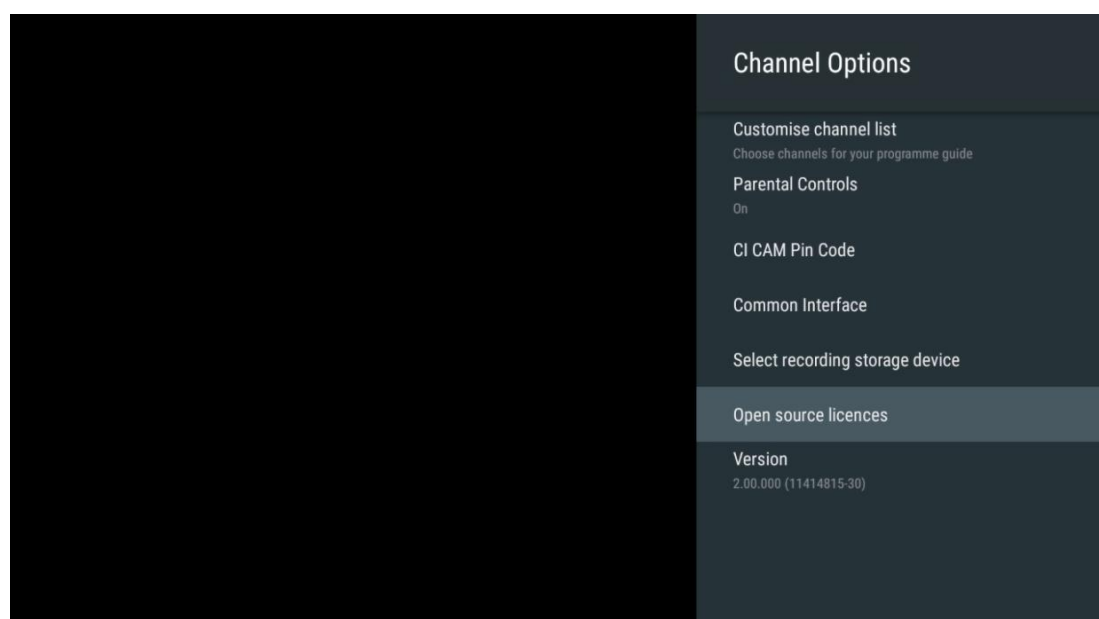 Channel Options
Customise channel list
Choose channels for your programme guide
Parental Controls
On
CI CAM Pin Code
Common Interface
Select recording storage device
Open source licences
Version
2.00.000 (11414815-30)